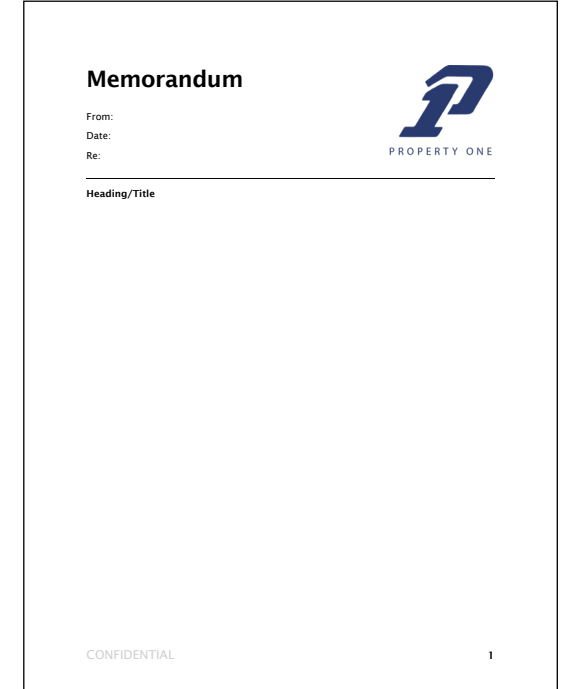 Memorandum
From:
Date:
Re:
PROPERTY ONE
Heading/Title
CONFIDENTIAL
1